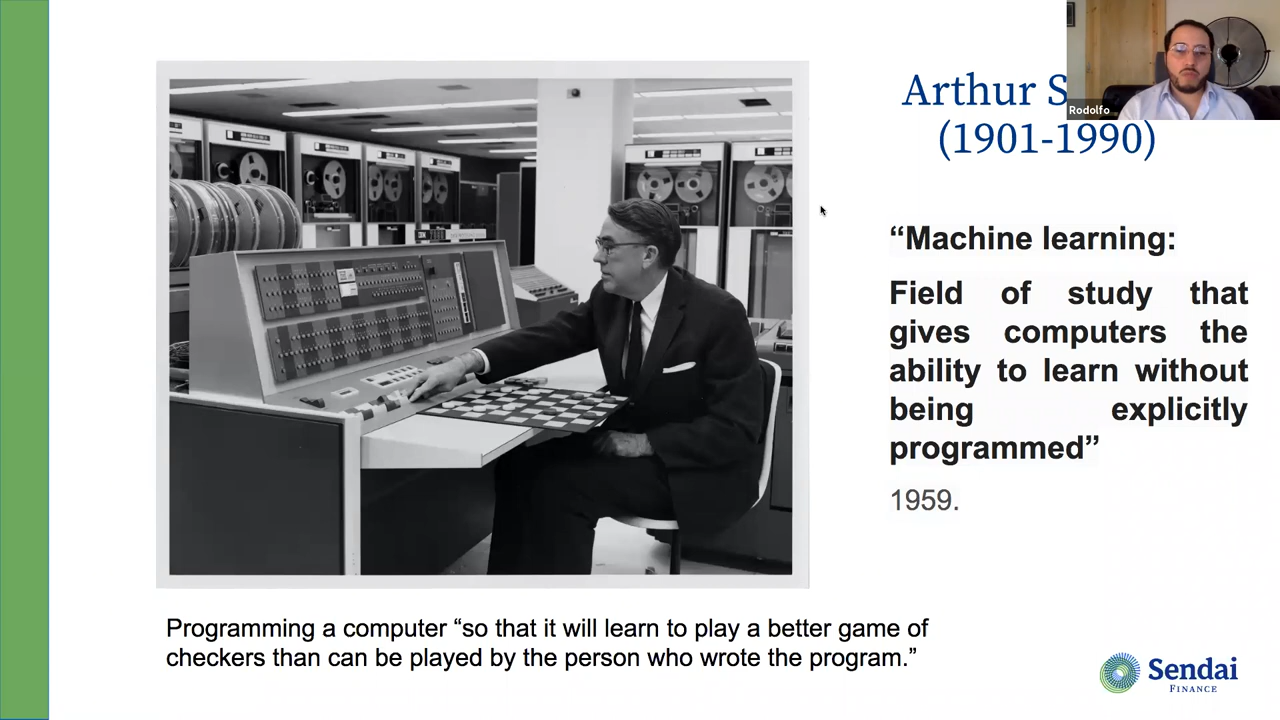 Arthur S
(1901-1990)
Rodolfo
“Machine learning:
Field of study that
gives computers the
ability to learn without
being explicitly
programmed”
1959.
Programming a computer “so that it will learn to play a better game of
checkers than can be played by the person who wrote the program.”
Sendai
FINANCE